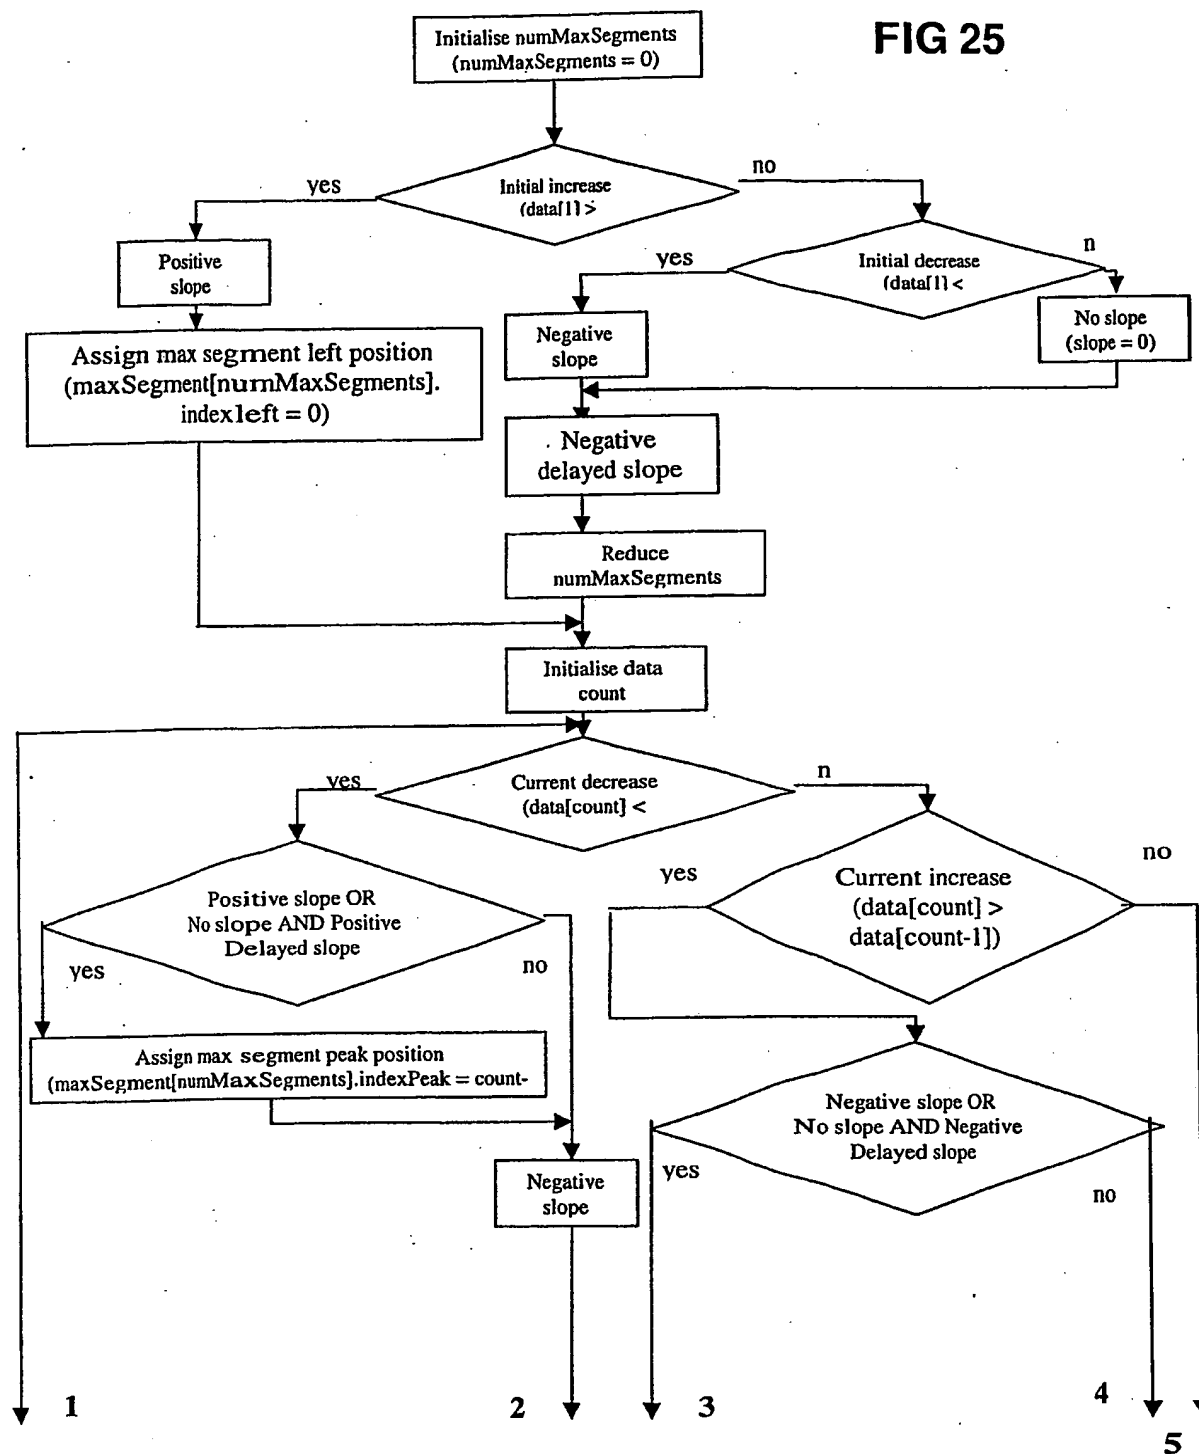 FIG 25
Initialise numMaxSegments
(numMaxSegments = 0)
Initial increase
(data[1] >
yes
no
Positive
slope
Initial decrease
(data[1] <
yes
n
Assign max segment left position
(maxSegment[numMaxSegments].
indexleft = 0)
Negative
slope
No slope
(slope = 0)
Negative
delayed slope
Reduce
numMaxSegments
Initialise data
count
Current decrease
(data[count] <
yes
n
Positive slope OR
No slope AND Positive
Delayed slope
yes
no
Current increase
(data[count] >
data[count-1])
yes
no
Assign max segment peak position
(maxSegment[numMaxSegments].indexPeak = count-
Negative slope OR
No slope AND Negative
Delayed slope
yes
no
Negative
slope
1
2
3
4
5